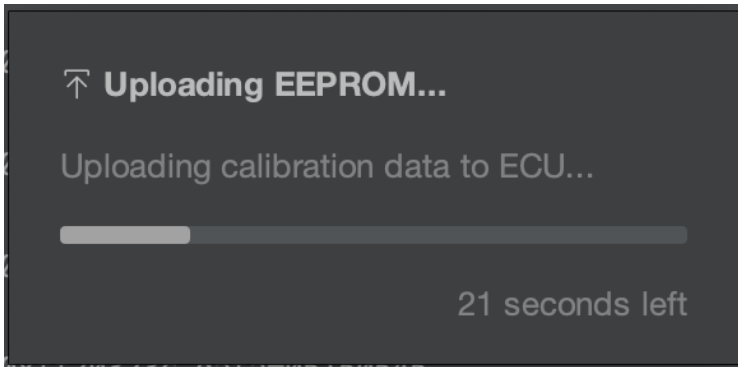 Uploading EEPROM...
Uploading calibration data to ECU...
21 seconds left